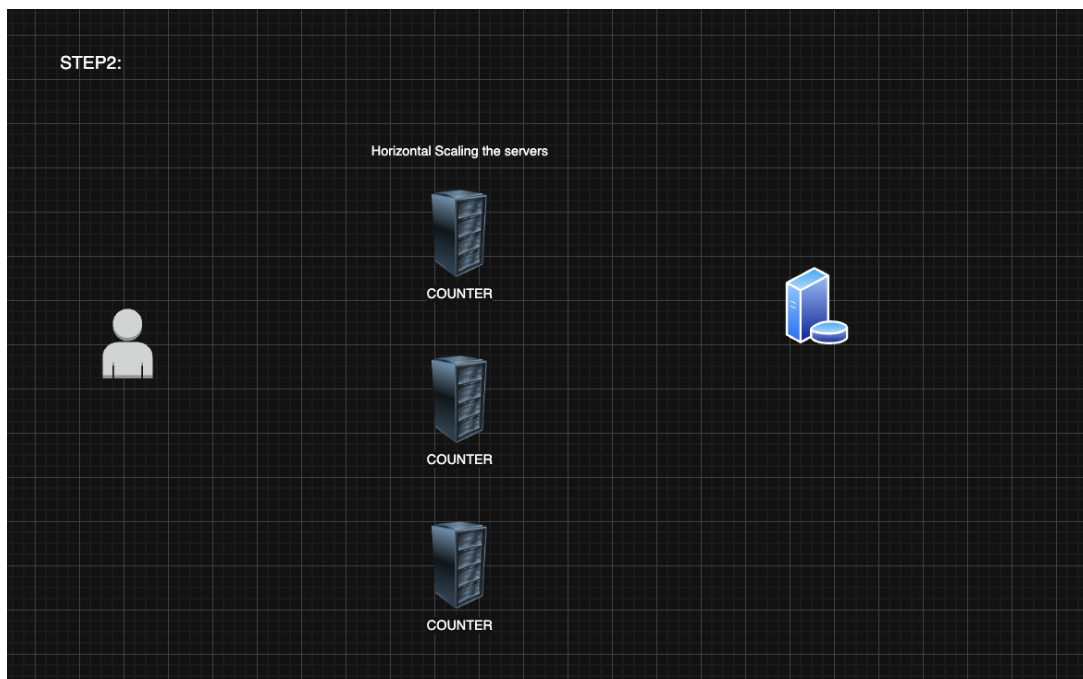 STEP2:
Horizontal Scaling the servers
COUNTER
COUNTER
COUNTER